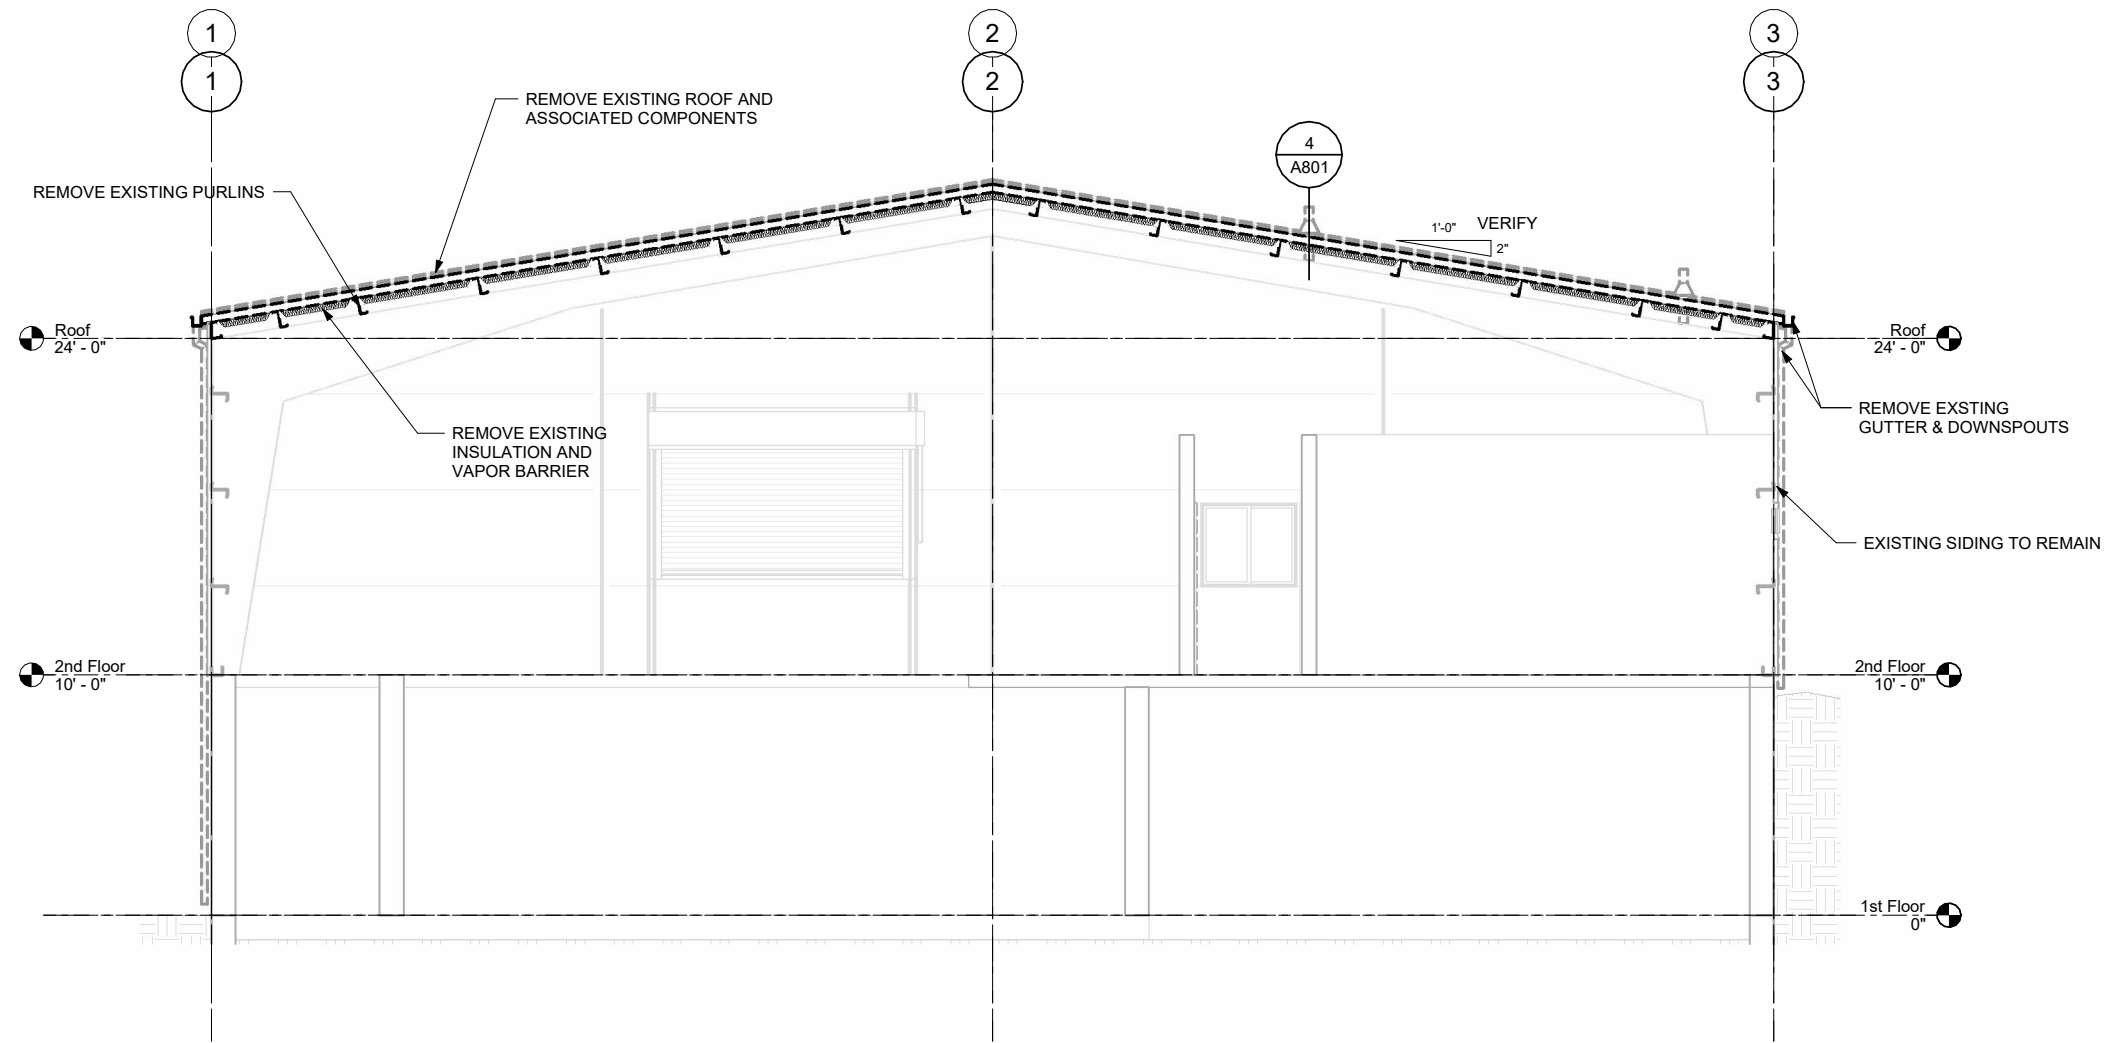 1
2
3
1
2
3
REMOVE EXISTING ROOF AND
ASSOCIATED COMPONENTS
4
A801
REMOVE EXISTING PURLINS
1'-0"
VERIFY
2"
Roof
24' - 0"
Roof
24' - 0"
REMOVE EXSTING
GUTTER & DOWNSPOUTS
REMOVE EXISTING
INSULATION AND
VAPOR BARRIER
EXISTING SIDING TO REMAIN
2nd Floor
10' - 0"
2nd Floor
10' - 0"
1st Floor
0"